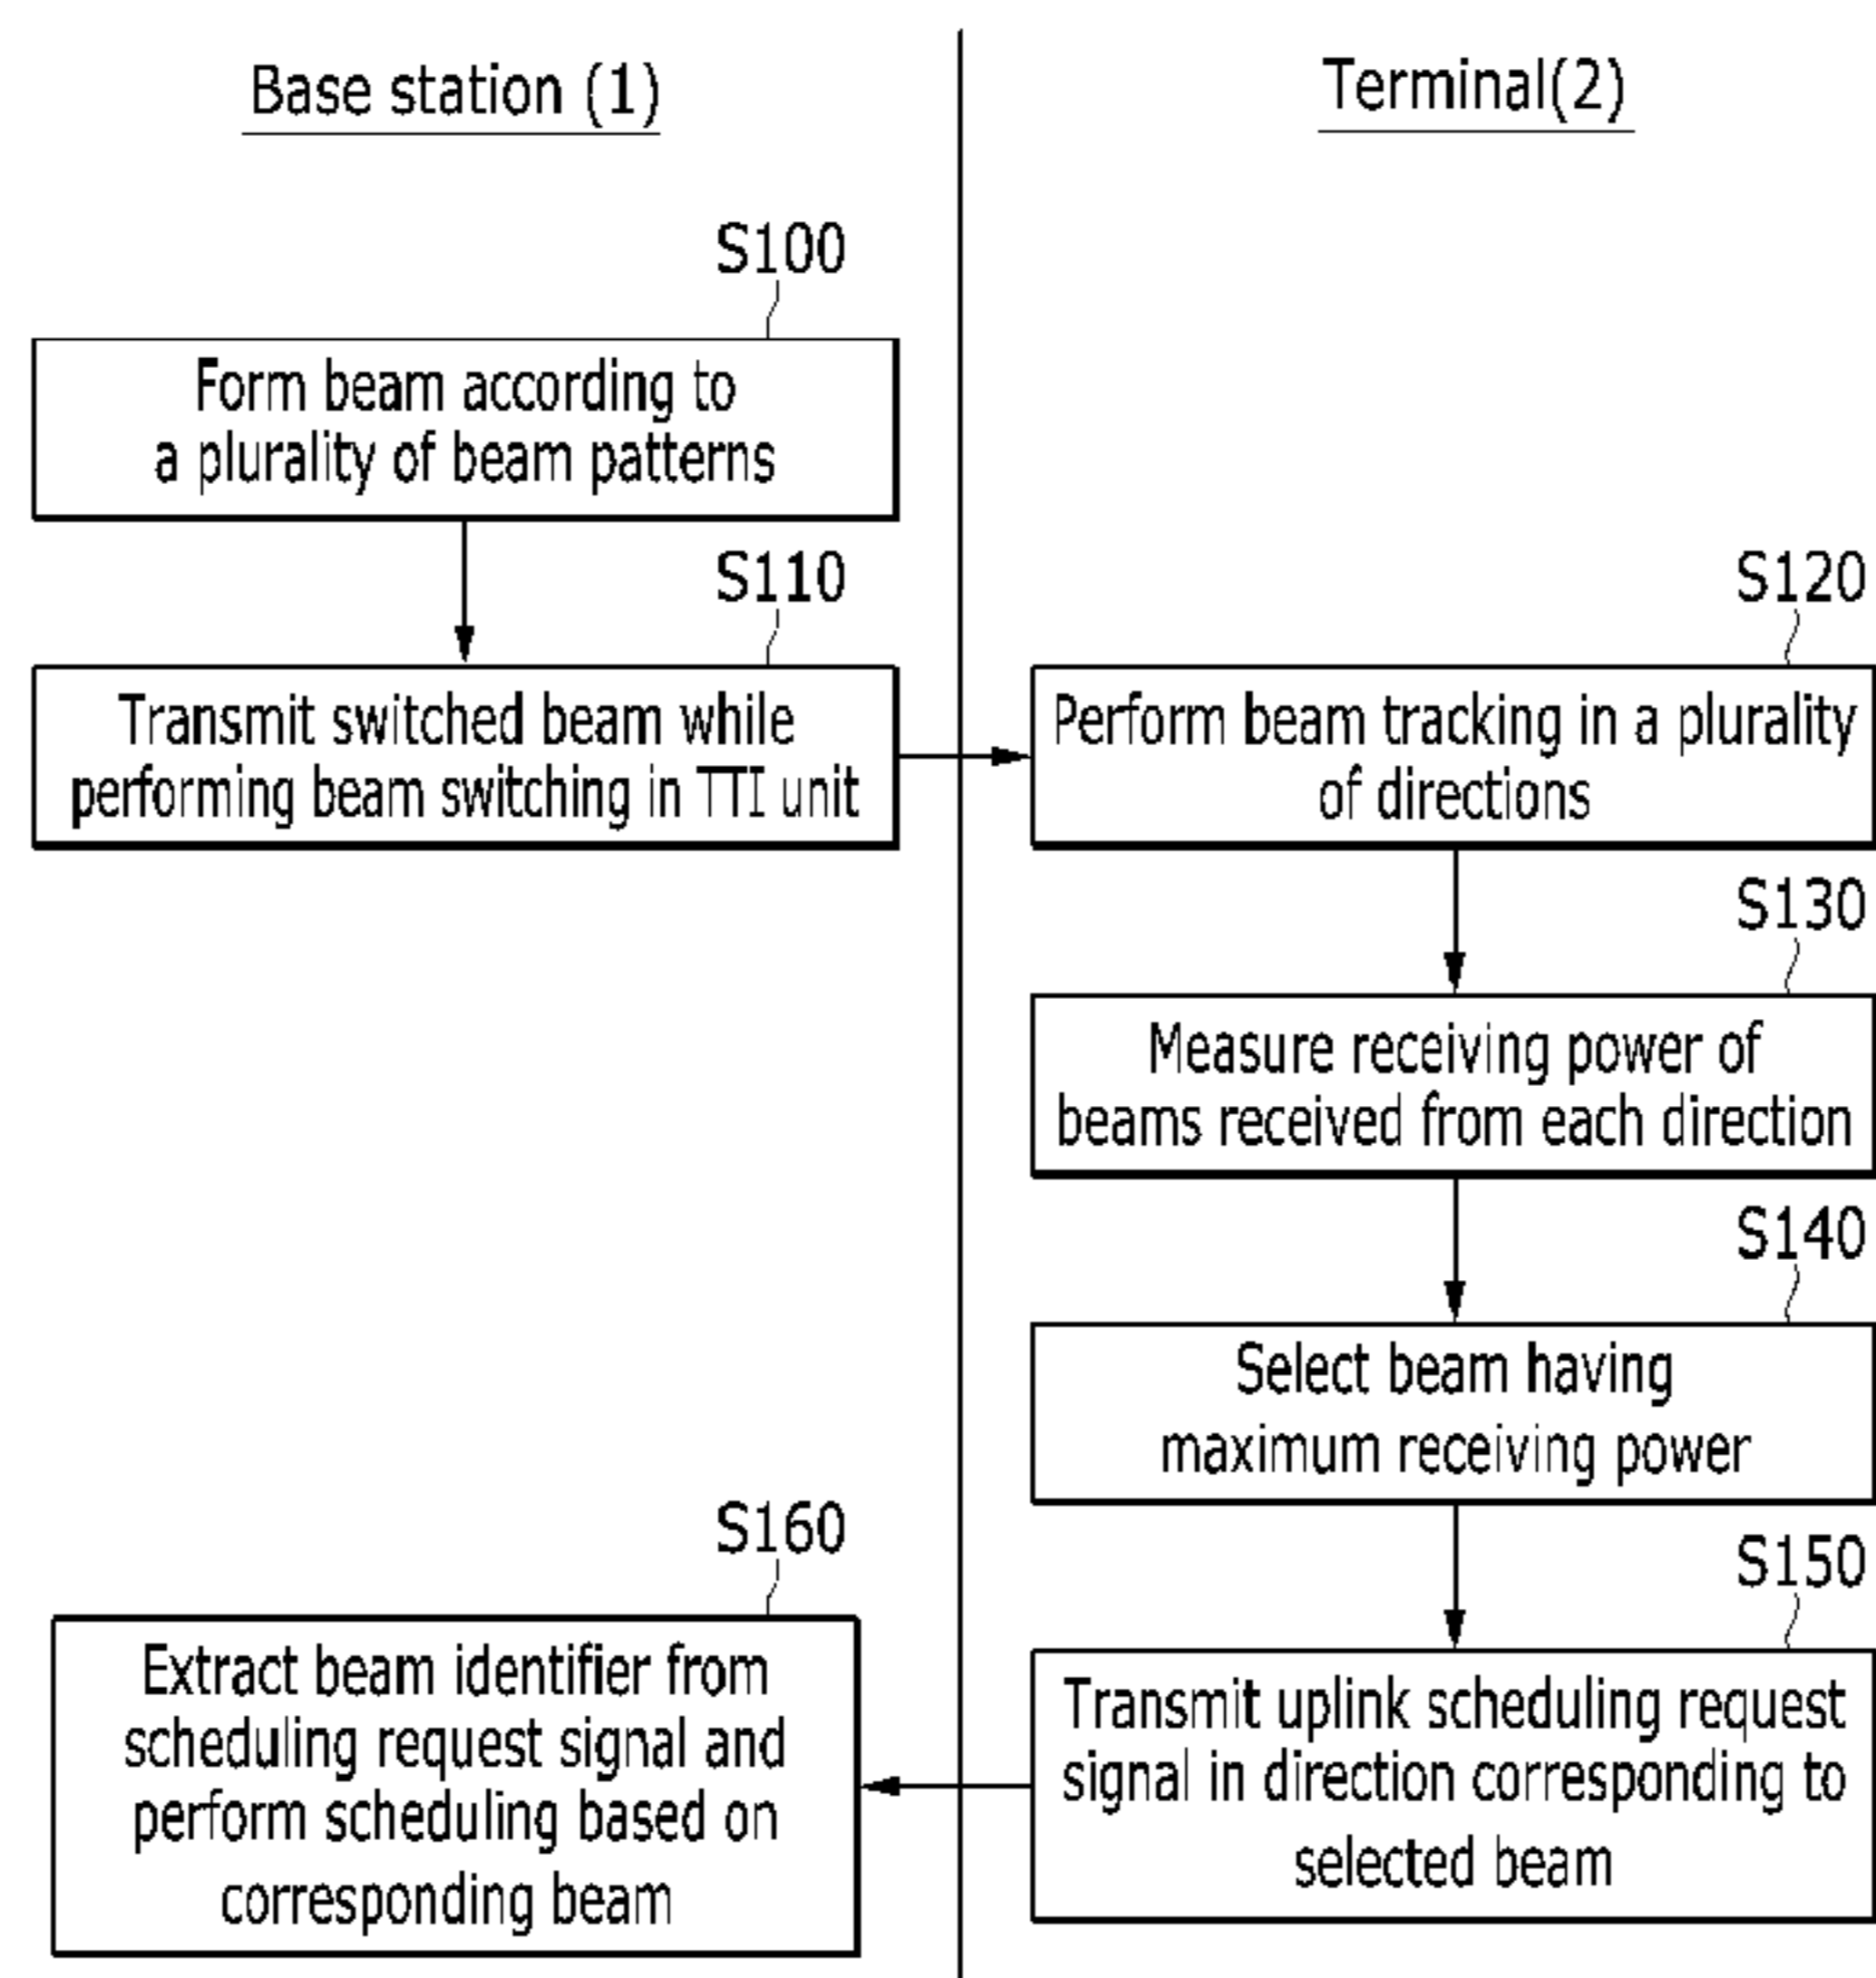 Base station (1)
Terminal(2)
S100
Form beam according to
a plurality of beam patterns
S110
Transmit switched beam while
performing beam switching in TTI unit
S120
Perform beam tracking in a plurality
of directions
S130
Measure receiving power of
beams received from each direction
S140
Select beam having
maximum receiving power
S150
Transmit uplink scheduling request
signal in direction corresponding to
selected beam
S160
Extract beam identifier from
scheduling request signal and
perform scheduling based on
corresponding beam